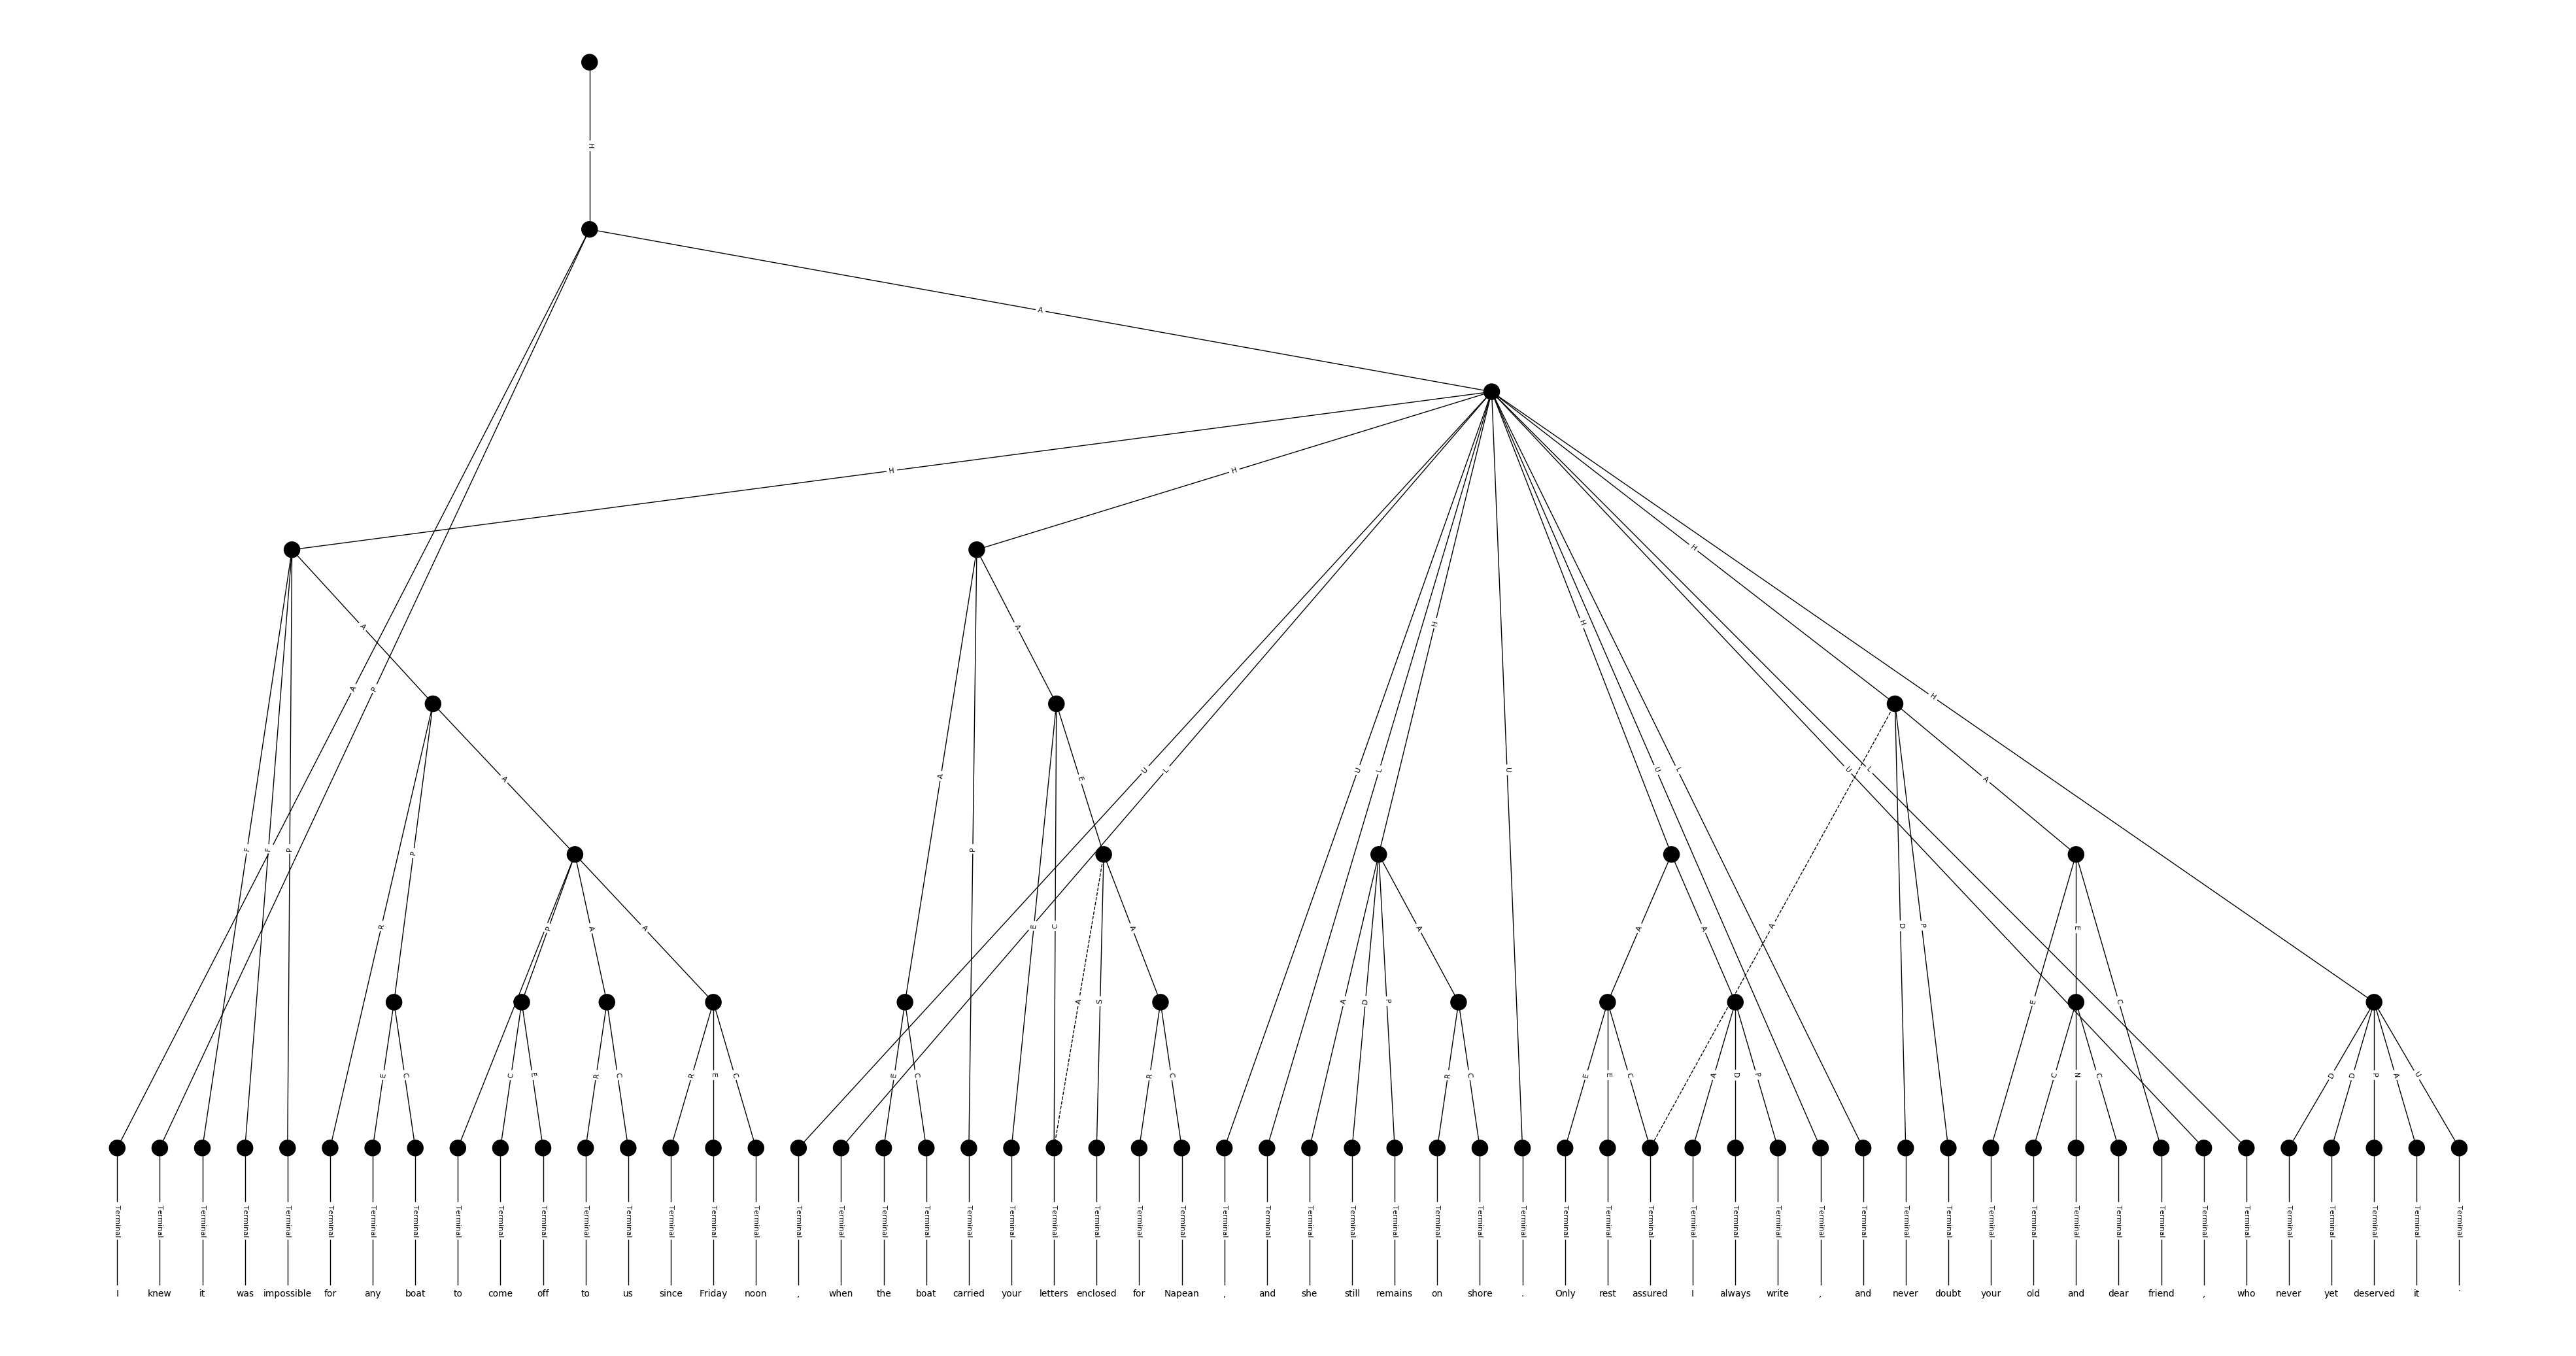 H
A
H
H
H
H
A
A
H
H
A
P
U
L
U
L
H
U
H
U
L
U
L
A
A
A
P
E
A
F
F
P
P
P
R
P
A
A
E
C
A
A
A
A
D
P
E
A
S
A
D
P
A
E
E
C
E
C
C
E
R
C
R
E
C
E
C
R
C
R
C
E
E
C
A
D
P
C
N
C
D
D
P
A
U
Terminal Terminal Terminal Terminal Terminal Terminal Terminal Terminal Terminal Terminal Terminal Terminal Terminal Terminal Terminal Terminal Terminal Terminal Terminal Terminal Terminal Terminal Terminal Terminal Terminal Terminal Terminal Terminal Terminal Terminal Terminal Terminal Terminal Terminal Terminal Terminal Terminal Terminal Terminal Terminal Terminal Terminal Terminal Terminal Terminal Terminal Terminal Terminal Terminal Terminal Terminal Terminal Terminal Terminal Terminal Terminal
I knew it was impossible for any boat to come off to us since Friday noon , when the boat carried your letters enclosed for Napean , and she still remains on shore . Only rest assured I always write , and never doubt your old and dear friend , who never yet deserved it .